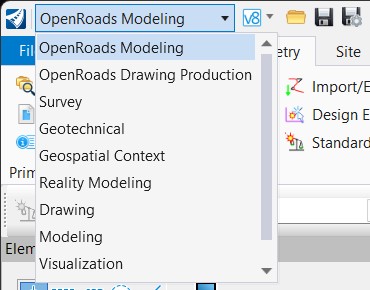 OpenRoads Modeling
V8
OpenRoads Modeling
OpenRoads Drawing Production
Survey
Geotechnical
Geospatial Context
Reality Modeling
Drawing
Modeling
Visualization
Fil
etry
Site
Import/E
Design E
Standard
Prim
Elem